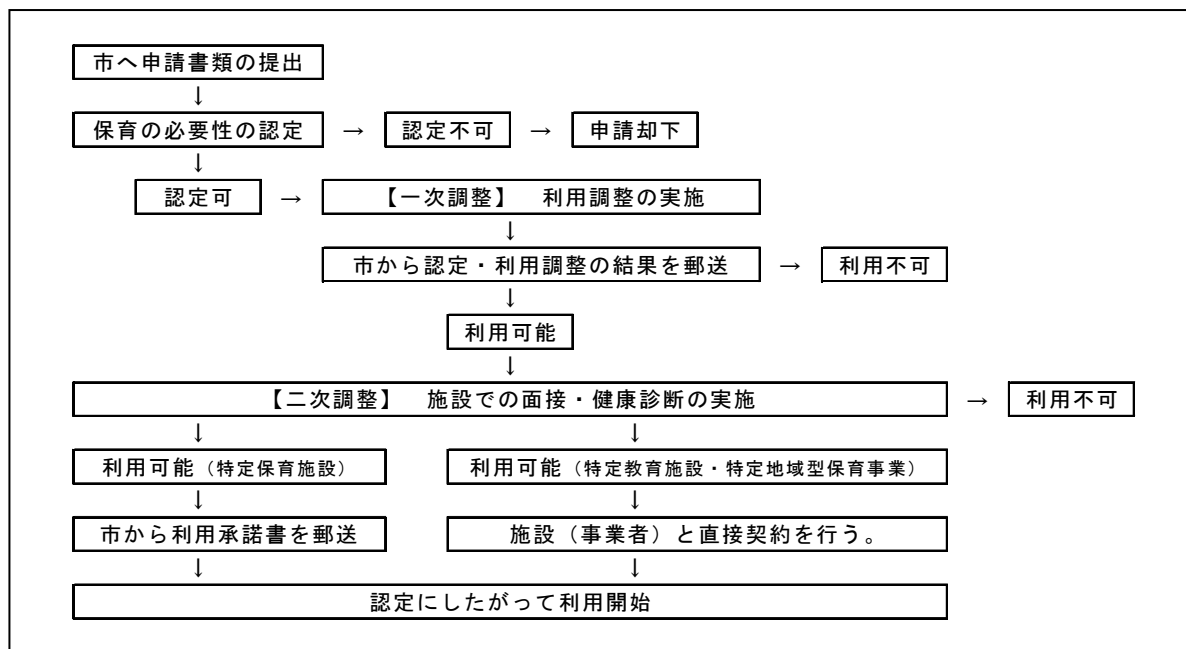 市へ申請書類の提出
↓
保育の必要性の認定 → 認定不可 → 申請却下
↓
認定可 → 【一次調整】 利用調整の実施
↓
市から認定・利用調整の結果を郵送 → 利用不可
↓
利用可能
↓
【二次調整】 施設での面接・健康診断の実施 → 利用不可
↓ ↓
利用可能（特定保育施設） 利用可能（特定教育施設・特定地域型保育事業）
↓ ↓
市から利用承諾書を郵送 施設（事業者）と直接契約を行う。
↓ ↓
認定にしたがって利用開始